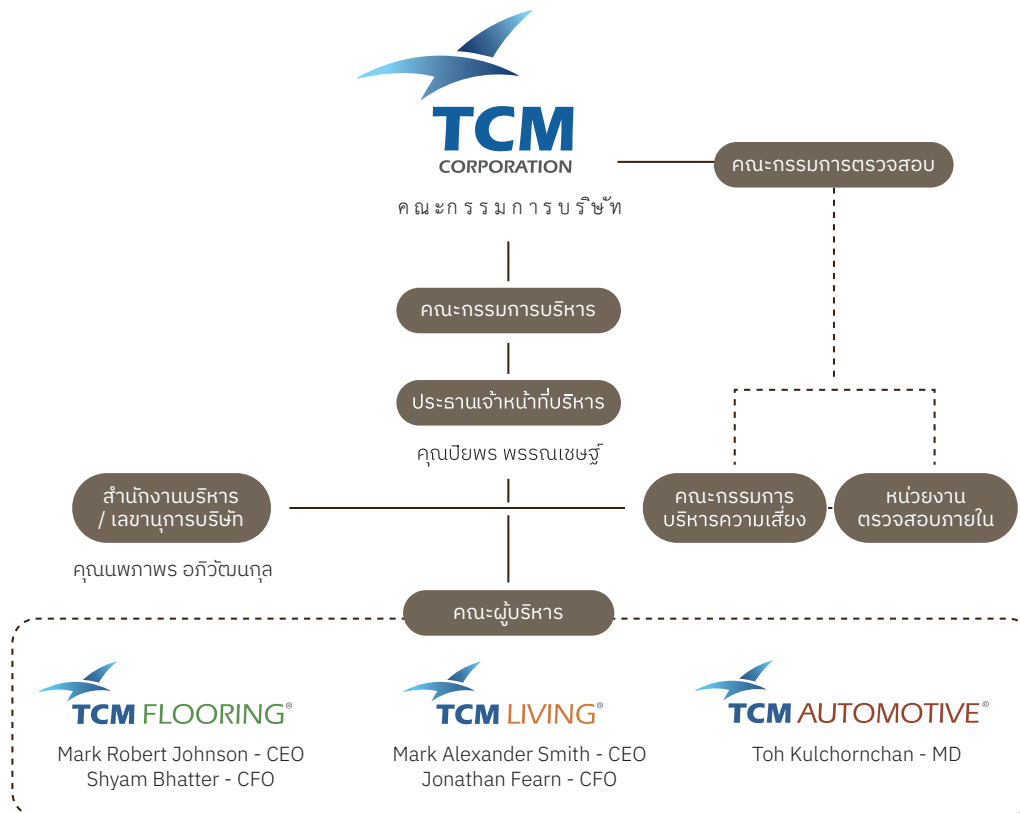 TCM
CORPORATION
คณะกรรมการบริษัท
คณะกรรมการตรวจสอบ
คณะกรรมการบริหาร
ประธานเจ้าหน้าที่บริหาร
คุณปิยพร พรรณเชษฐ์
สำนักงานบริหาร
/ เลขานุการบริษัท
คุณนพภาพร อภิวัฒนกุล
คณะกรรมการ
บริหารความเสี่ยง
หน่วยงาน
ตรวจสอบภายใน
คณะผู้บริหาร
TCM FLOORING®
Mark Robert Johnson - CEO
Shyam Bhatter - CFO
TCM LIVING®
Mark Alexander Smith - CEO
Jonathan Fearn - CFO
TCM AUTOMOTIVE®
Toh Kulchornchan - MD